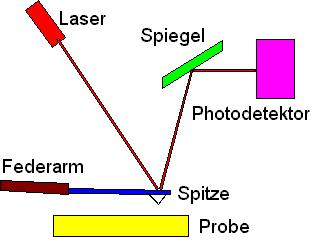 Laser
Spiegel
Photodetektor
Federarm
Spitze
Probe